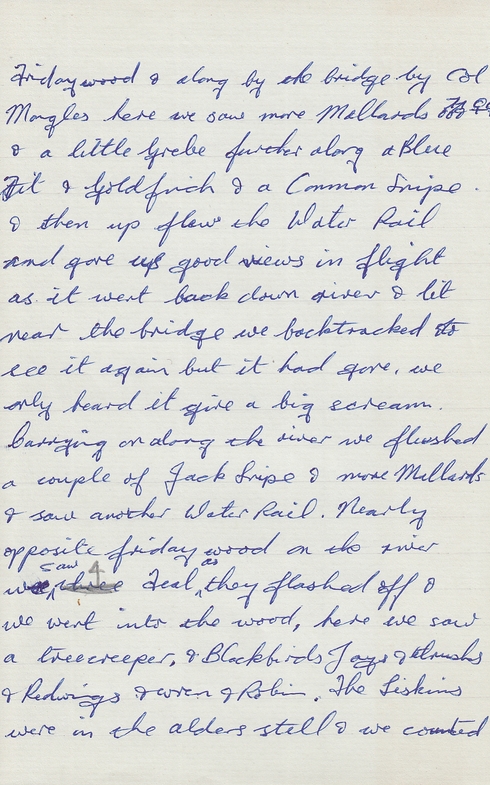 Fridaywood & along by the bridge by Col
Mangles here we saw more Mallards
& a little Grebe further along a Blue
Tit & Goldfinch & a Common Snipe.
& then up flew the Water Rail
and gave us good views in flight
as it went back down river & lit
near the bridge we backtracked to
see it again but it had gone, we
only heard it give a big scream.
Carrying on along the river we flushed
a couple of Jack Snipe & more Mallards
& saw another Water Rail. Nearly
opposite friday wood on the river
we saw 4 Teal, as they flashed off &
we went into the wood, here we saw
a treecreeper, & Blackbirds Jays & thrushs
& Redwings & wren & Robin. The Siskins
were in the alders still & we counted